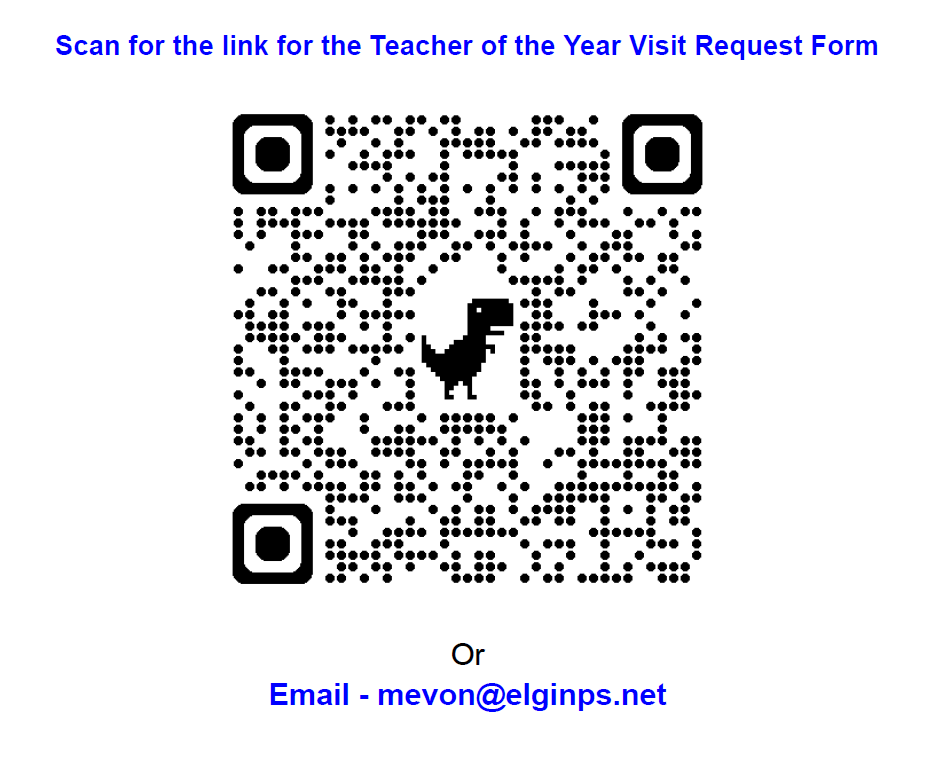 Scan for the link for the Teacher of the Year Visit Request Form
Or
Email - mevon@elginps.net